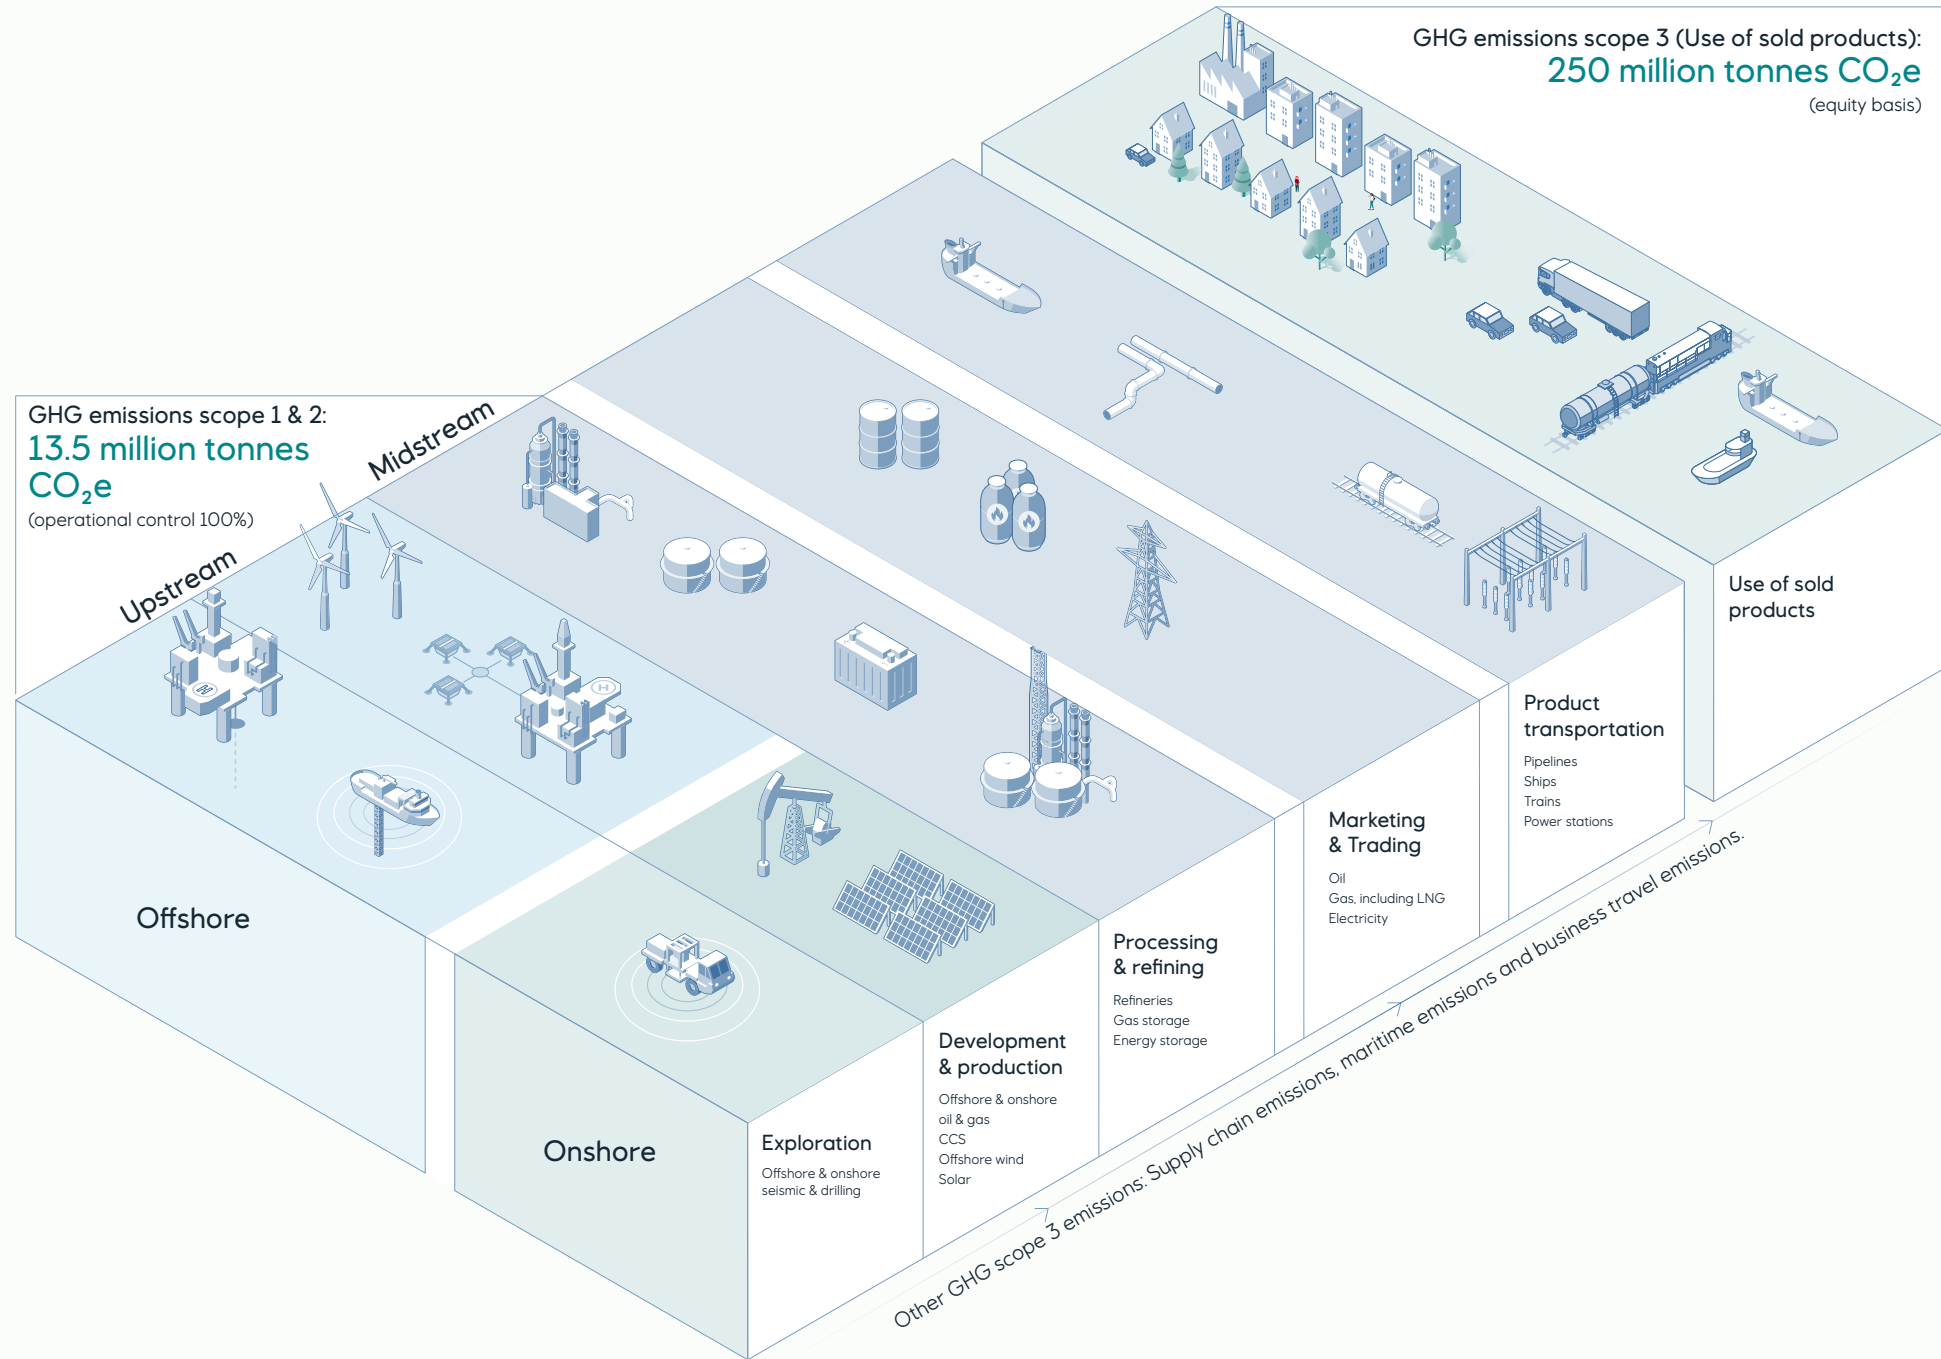 GHG emissions scope 3 (Use of sold products):
250 million tonnes CO₂e
(equity basis)
GHG emissions scope 1 & 2:
13.5 million tonnes
CO₂e
(operational control 100%)
Upstream
Midstream
Offshore
Onshore
Exploration
Offshore & onshore
seismic & drilling
Development
& production
Offshore & onshore
oil & gas
CCS
Offshore wind
Solar
Processing
& refining
Refineries
Gas storage
Energy storage
Marketing
& Trading
Oil
Gas, including LNG
Electricity
Product
transportation
Pipelines
Ships
Trains
Power stations
Use of sold
products
Other GHG scope 3 emissions: Supply chain emissions, maritime emissions and business travel emissions.
H
H